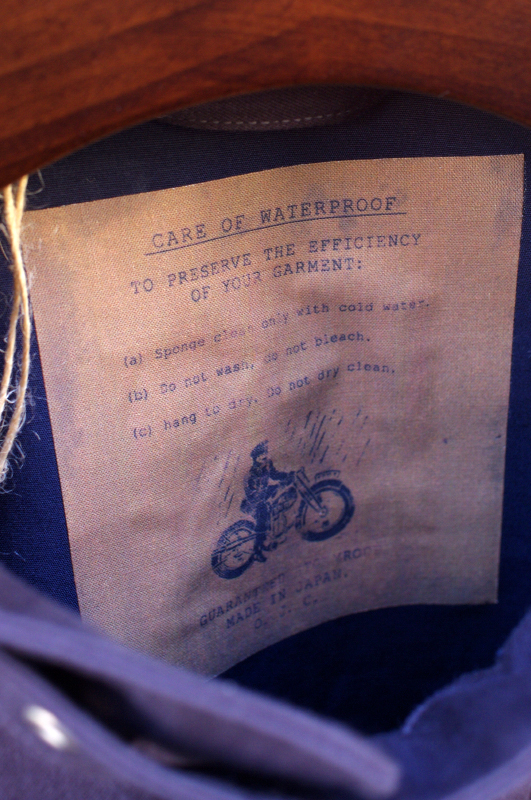 CARE OF WATERPROOF
TO PRESERVE THE EFFICIENCY
OF YOUR GARMENT:
(a) Sponge clean only with cold water.
(b) Do not wash, do not bleach.
(c) hang to dry. Do not dry clean.
GUARANTEED
MADE IN JAPAN.